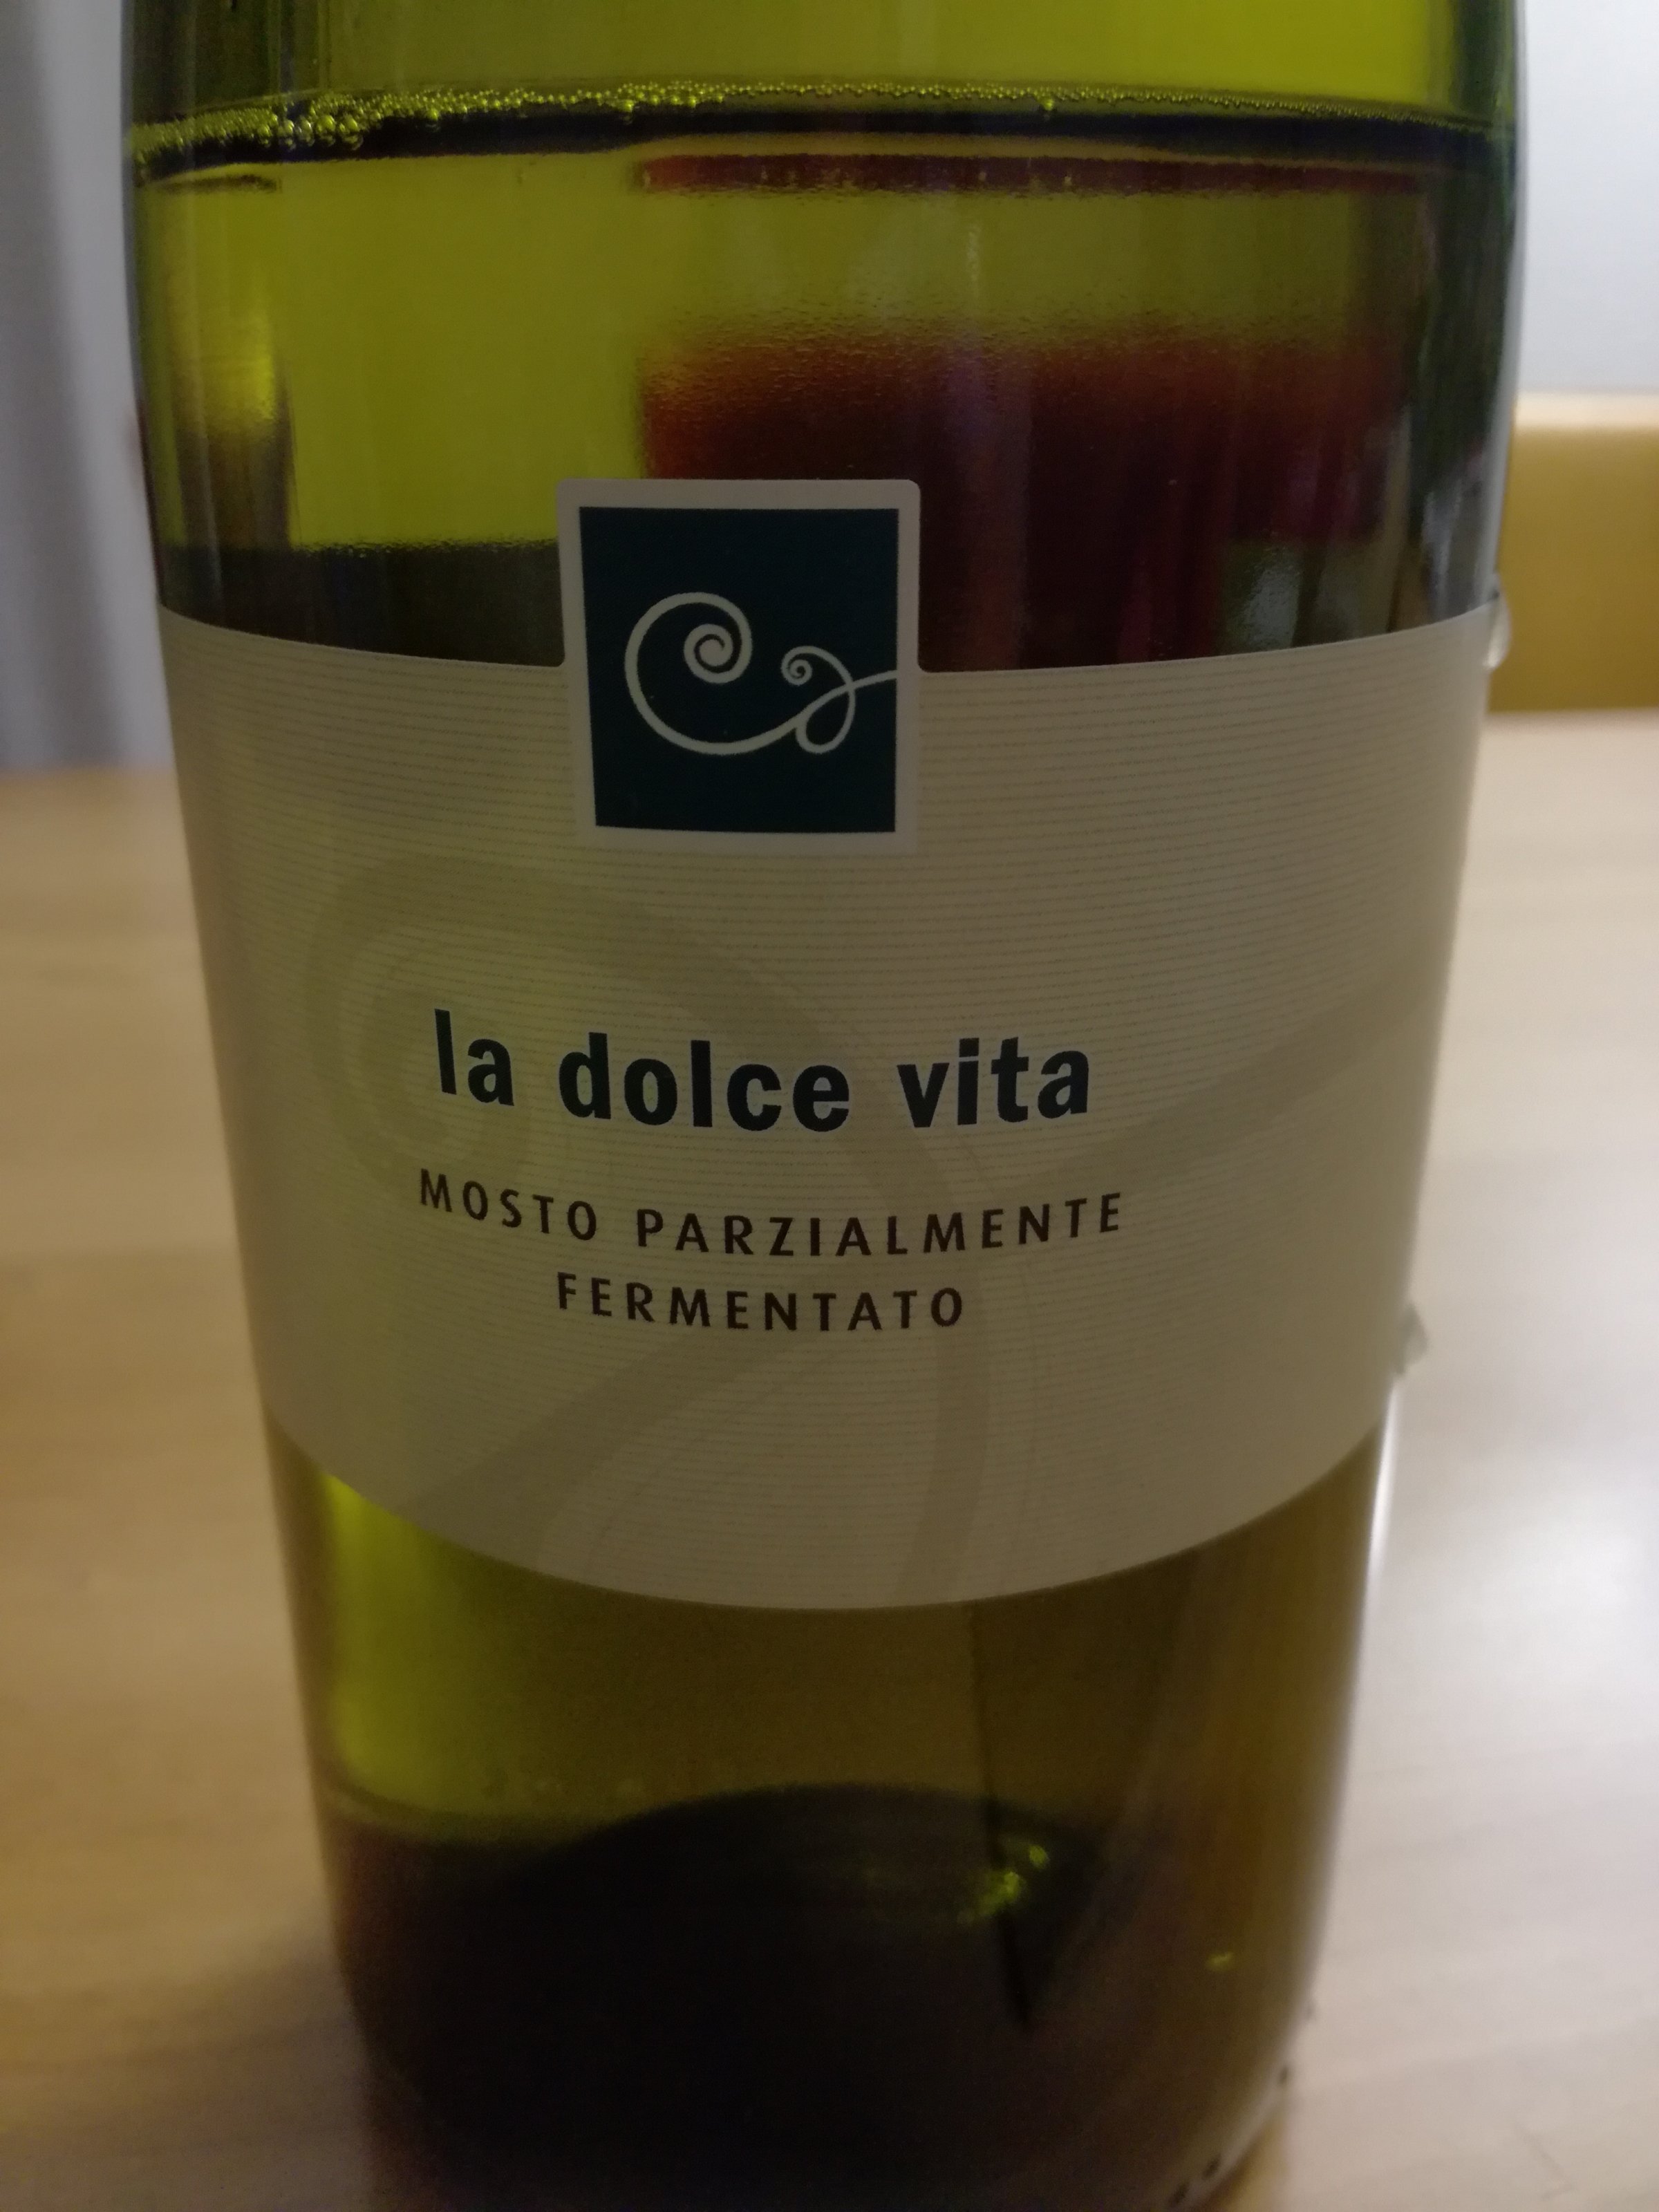 la dolce vita
MOSTO PARZIALMENTE
FERMENTATO